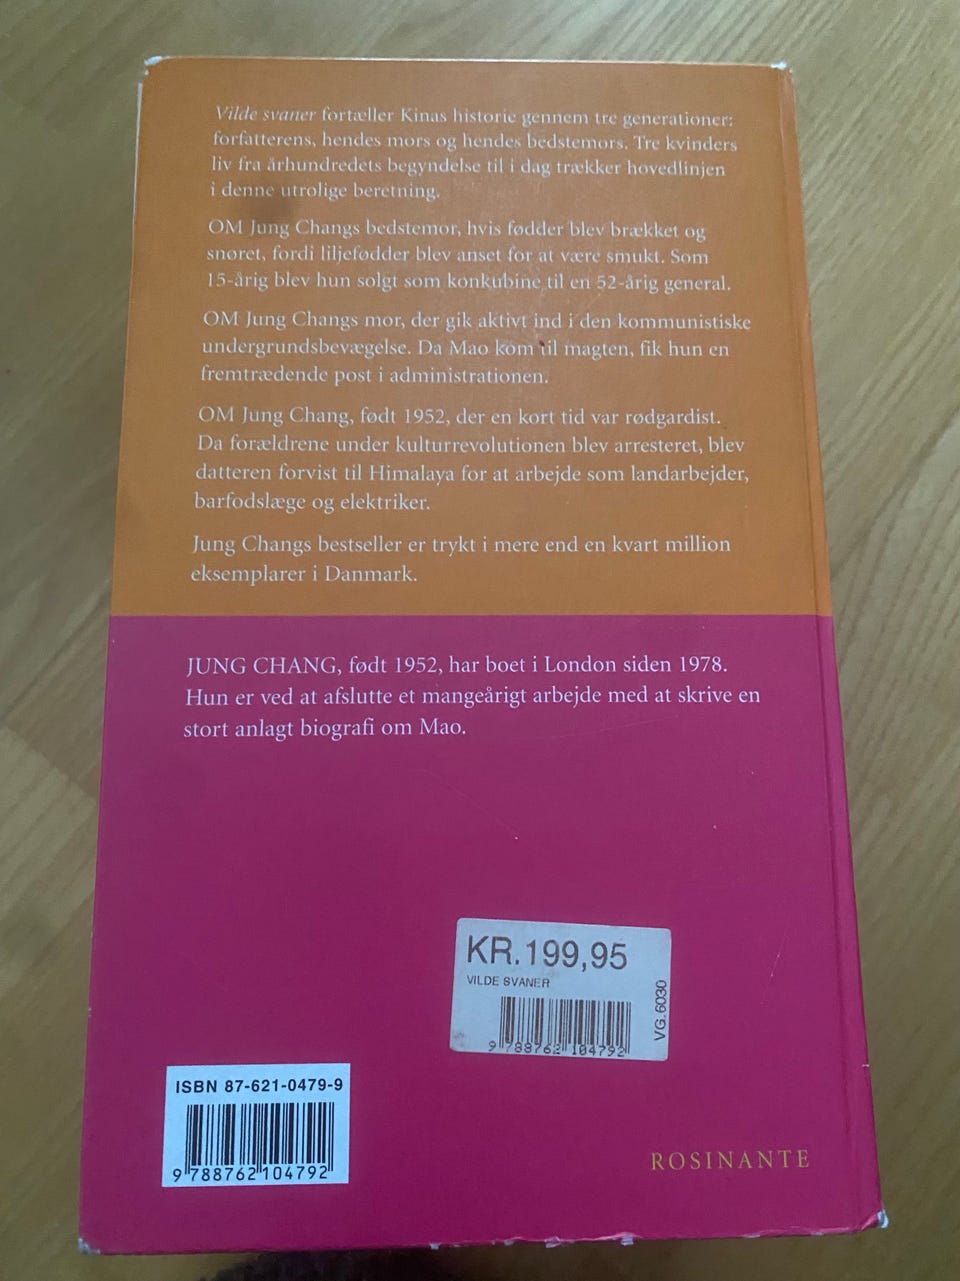 Vilde svaner fortæller Kinas historie gennem tre generationer:
forfatterens, hendes mors og hendes bedstemors. Tre kvinders
liv fra århundredets begyndelse til i dag trækker hovedlinjen
i denne utrolige beretning.
OM Jung Changs bedstemor, hvis fødder blev brækket og
snøret, fordi liljefødder blev anset for at være smukt. Som
15-årig blev hun solgt som konkubine til en 52-årig general.
OM Jung Changs mor, der gik aktivt ind i den kommunistiske
undergrundsbevægelse. Da Mao kom til magten, fik hun en
fremtrædende post i administrationen.
OM Jung Chang, født 1952, der en kort tid var rødgardist.
Da forældrene under kulturrevolutionen blev arresteret, blev
datteren forvist til Himalaya for at arbejde som landarbejder,
barfodslæge og elektriker.
Jung Changs bestseller er trykt i mere end en kvart million
eksemplarer i Danmark.
JUNG CHANG, født 1952, har boet i London siden 1978.
Hun er ved at afslutte et mangeårigt arbejde med at skrive en
stort anlagt biografi om Mao.
KR.199,95
VILDE SVANER
9 788762 104792
VG.6030
ISBN 87-621-0479-9
9 788762 104792
ROSINANTE